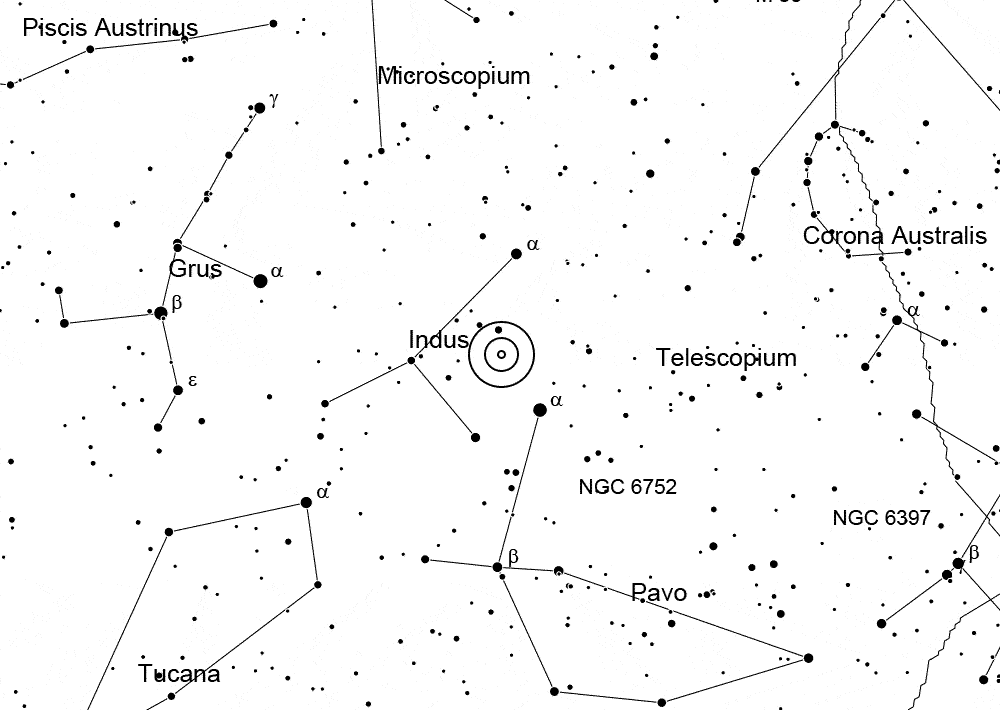 Piscis Austrinus
Microscopium
γ
Corona Australis
α
Grus
α
β
α
Indus
Telescopium
ε
α
NGC 6752
α
NGC 6397
β
β
Pavo
Tucana